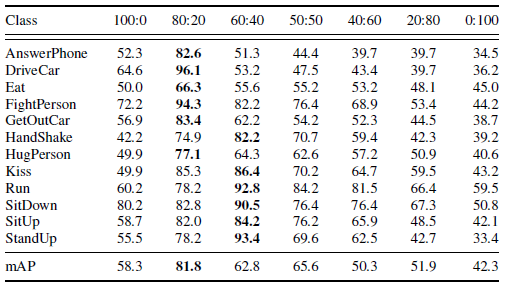 Class 100:0 80:20 60:40 50:50 40:60 20:80 0:100
AnswerPhone 52.3 82.6 51.3 44.4 39.7 39.7 34.5
DriveCar 64.6 96.1 53.2 47.5 43.4 39.7 36.2
Eat 50.0 66.3 55.6 55.2 53.2 48.1 45.0
FightPerson 72.2 94.3 82.2 76.4 68.9 53.4 44.2
GetOutCar 56.9 83.4 62.2 54.2 52.3 44.5 38.7
HandShake 42.2 74.9 82.2 70.7 59.4 42.3 39.2
HugPerson 49.9 77.1 64.3 62.6 57.2 50.9 40.6
Kiss 49.9 85.3 86.4 70.2 64.7 59.5 43.2
Run 60.2 78.2 92.8 84.2 81.5 66.4 59.5
SitDown 80.2 82.8 90.5 76.4 76.4 67.3 50.8
SitUp 58.7 82.0 84.2 76.2 65.9 48.5 42.1
StandUp 55.5 78.2 93.4 69.6 62.5 42.7 33.4
mAP 58.3 81.8 62.8 65.6 50.3 51.9 42.3